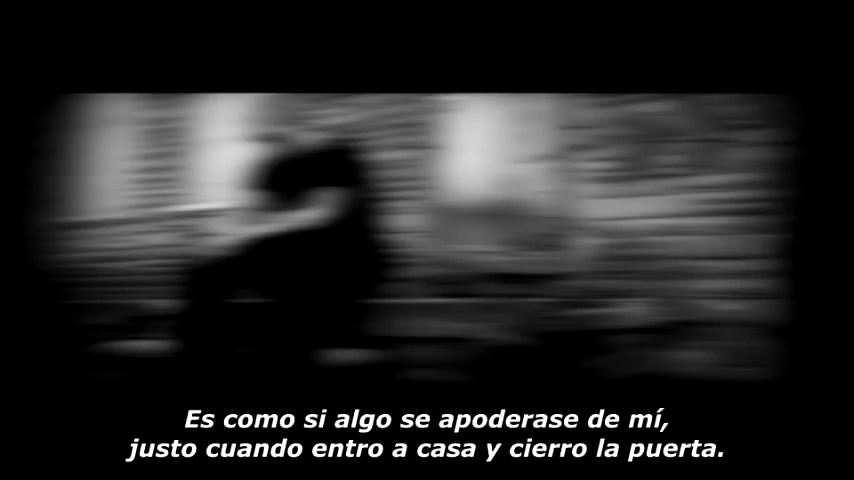 Es como si algo se apoderase de mí,
justo cuando entro a casa y cierro la puerta.